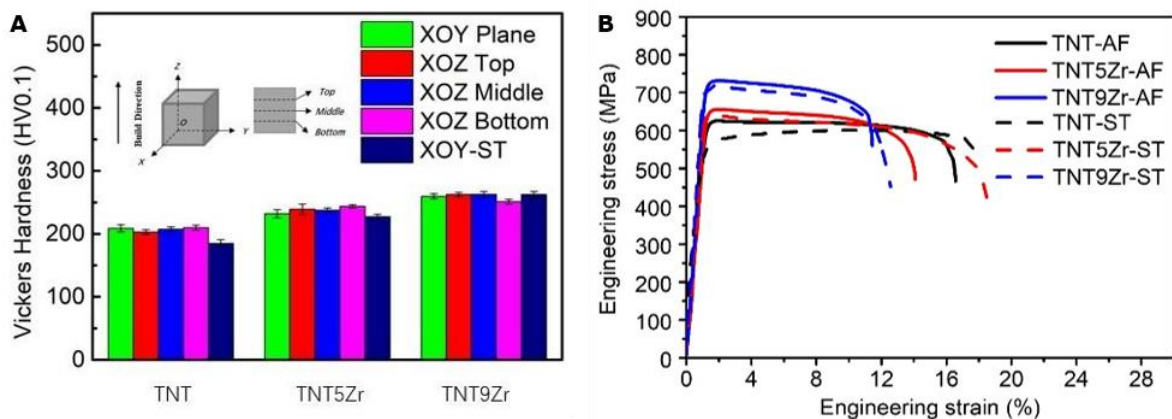 A
Vickers Hardness (HV0.1)
500
400
300
200
100
0
Build Direction
Z
O
Y
X
Top
Middle
Bottom
XOY Plane
XOZ Top
XOZ Middle
XOZ Bottom
XOY-ST
TNT
TNT5Zr
TNT9Zr
B
Engineering stress (MPa)
900
800
700
600
500
400
300
200
100
0
TNT-AF
TNT5Zr-AF
TNT9Zr-AF
TNT-ST
TNT5Zr-ST
TNT9Zr-ST
0 4 8 12 16 20 24 28
Engineering strain (%)